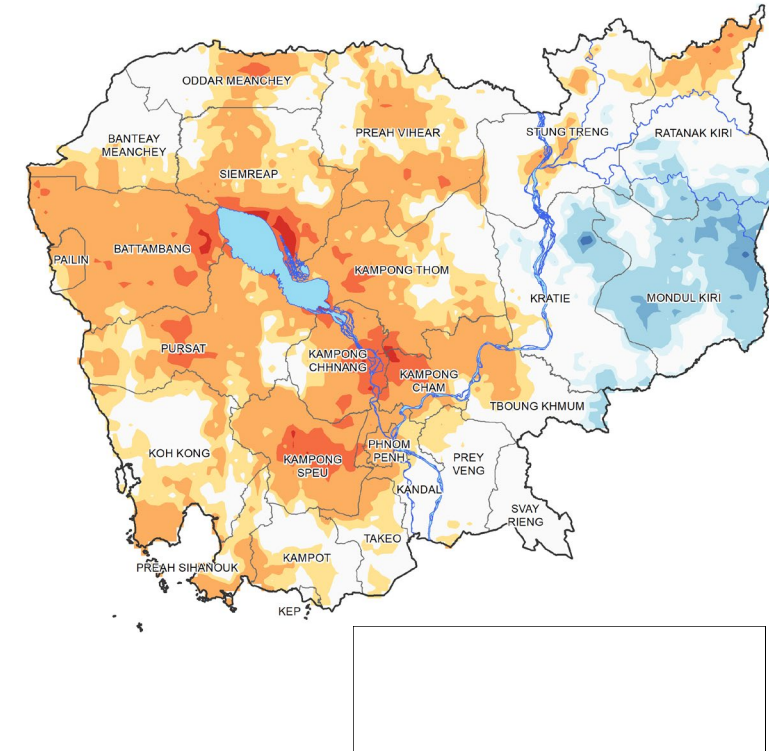 ODDAR MEANCHEY
BANTEAY
MEANCHEY
PREAH VIHEAR
STUNG TRENG
RATANAK KIRI
SIEMREAP
BATTAMBANG
PAILIN
KAMPONG THOM
KRATIE
MONDUL KIRI
PURSAT
KAMPONG
CHHNANG
KAMPONG
CHAM
TBOUNG KHMUM
KOH KONG
KAMPONG
SPEU
PHNOM
PENH
PREY
VENG
KANDAL
SVAY
RIENG
TAKEO
KAMPOT
PREAH SIHANOUK
KEP